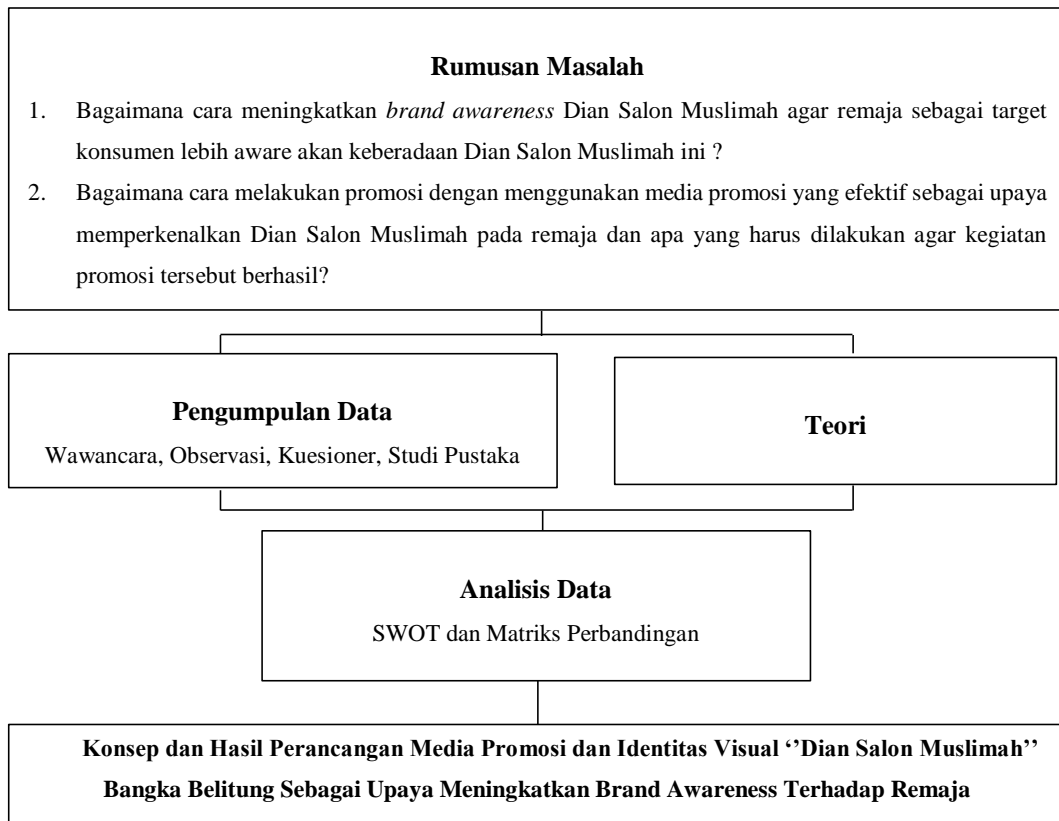 Rumusan Masalah
1. Bagaimana cara meningkatkan brand awareness Dian Salon Muslimah agar remaja sebagai target
konsumen lebih aware akan keberadaan Dian Salon Muslimah ini ?
2. Bagaimana cara melakukan promosi dengan menggunakan media promosi yang efektif sebagai upaya
memperkenalkan Dian Salon Muslimah pada remaja dan apa yang harus dilakukan agar kegiatan
promosi tersebut berhasil?
Pengumpulan Data
Wawancara, Observasi, Kuesioner, Studi Pustaka
Teori
Analisis Data
SWOT dan Matriks Perbandingan
Konsep dan Hasil Perancangan Media Promosi dan Identitas Visual ‘’Dian Salon Muslimah’’
Bangka Belitung Sebagai Upaya Meningkatkan Brand Awareness Terhadap Remaja